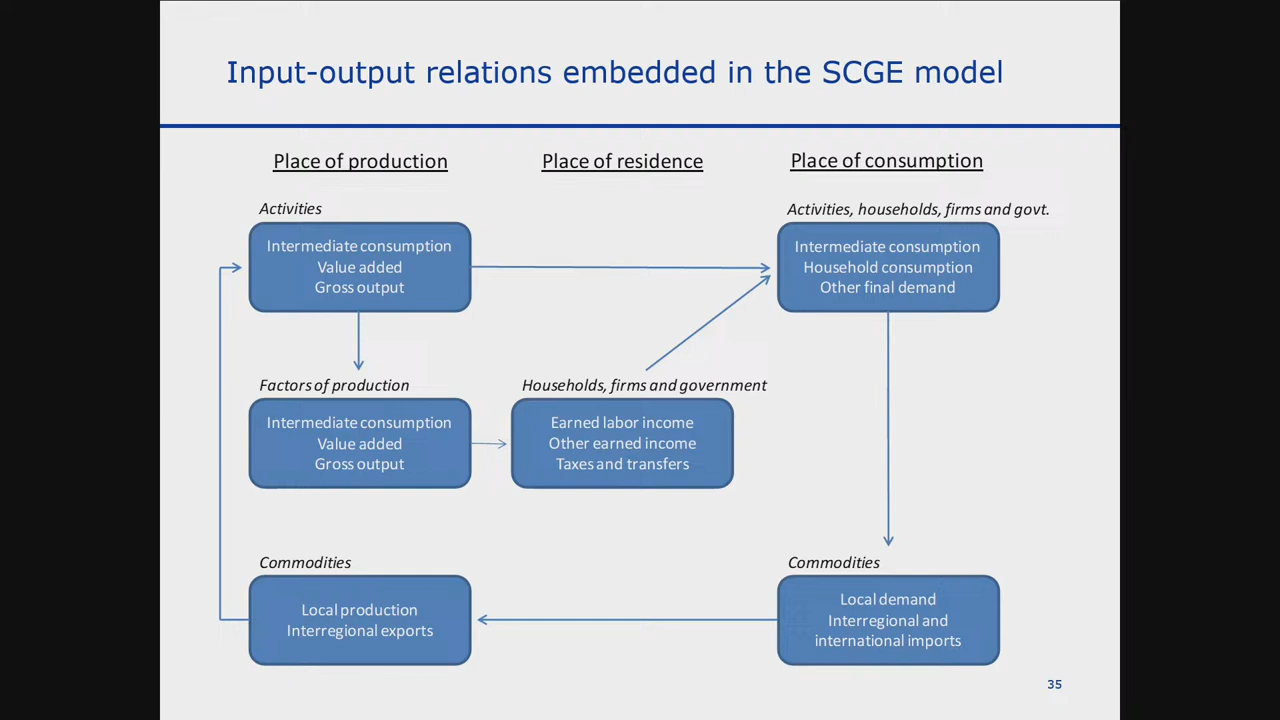 Input-output relations embedded in the SCGE model
Place of production
Place of residence
Place of consumption
Activities
Activities, households, firms and govt.
Intermediate consumption
Value added
Gross output
Intermediate consumption
Household consumption
Other final demand
Factors of production
Households, firms and government
Intermediate consumption
Value added
Gross output
Earned labor income
Other earned income
Taxes and transfers
Commodities
Commodities
Local production
Interregional exports
Local demand
Interregional and
international imports
35